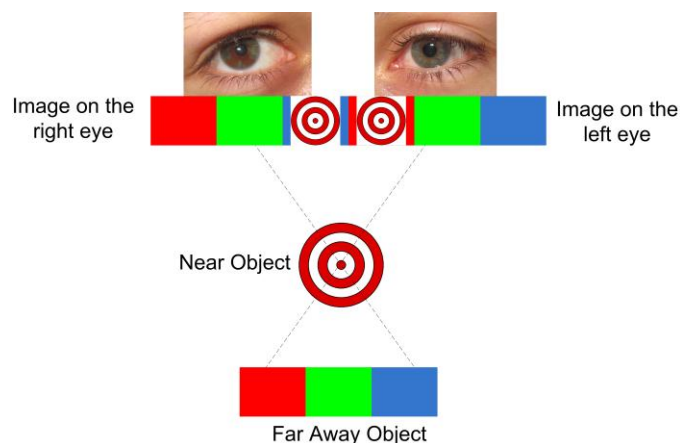 Image on the
right eye
Image on the
left eye
Near Object
Far Away Object